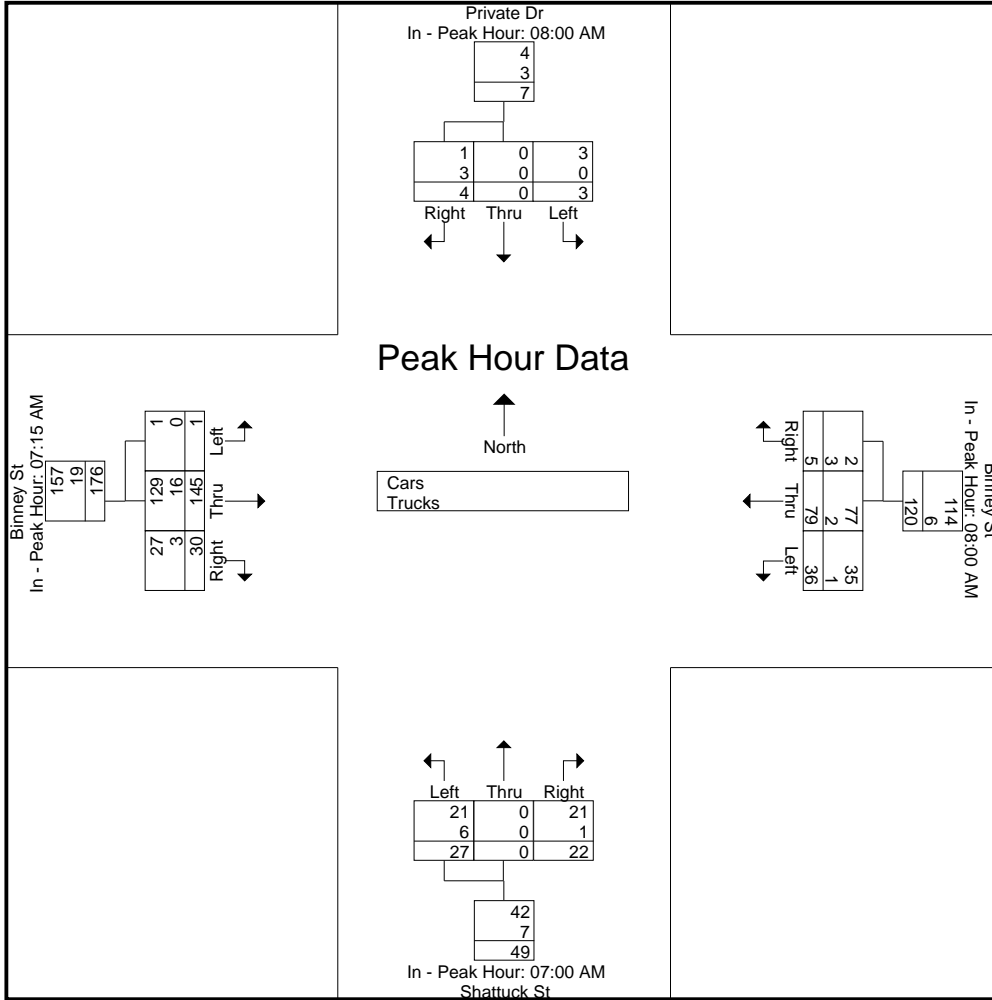 Private Dr
In - Peak Hour: 08:00 AM
4
3
7
1 0 3
3 0 0
4 0 3
Right Thru Left
Peak Hour Data
North
Cars
Trucks
Binney St
In - Peak Hour: 07:15 AM
157
19
176
1 0 1
129 16 145
27 3 30
Left
Thru
Right
Binney St
In - Peak Hour: 08:00 AM
114
6
120
Right
Thru
Left
5 3 2
79 2 77
36 1 35
Left Thru Right
21 0 21
6 0 1
27 0 22
42
7
49
In - Peak Hour: 07:00 AM
Shattuck St